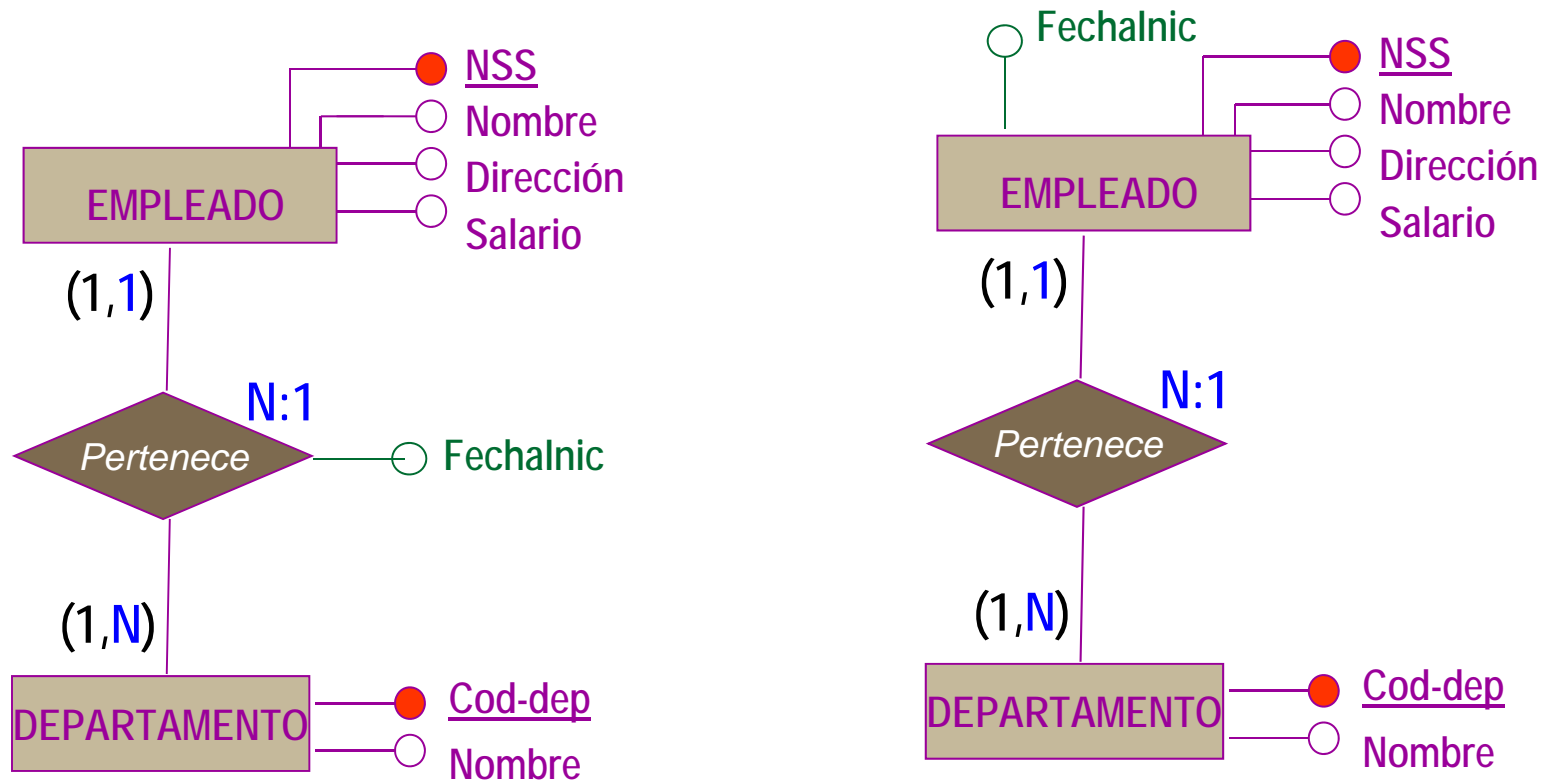 NSS
Nombre
Dirección
Salario
EMPLEADO
(1,1)
N:1
Pertenece
FechaInic
(1,N)
DEPARTAMENTO
Cod-dep
Nombre
FechaInic
NSS
Nombre
Dirección
Salario
EMPLEADO
(1,1)
N:1
Pertenece
(1,N)
DEPARTAMENTO
Cod-dep
Nombre